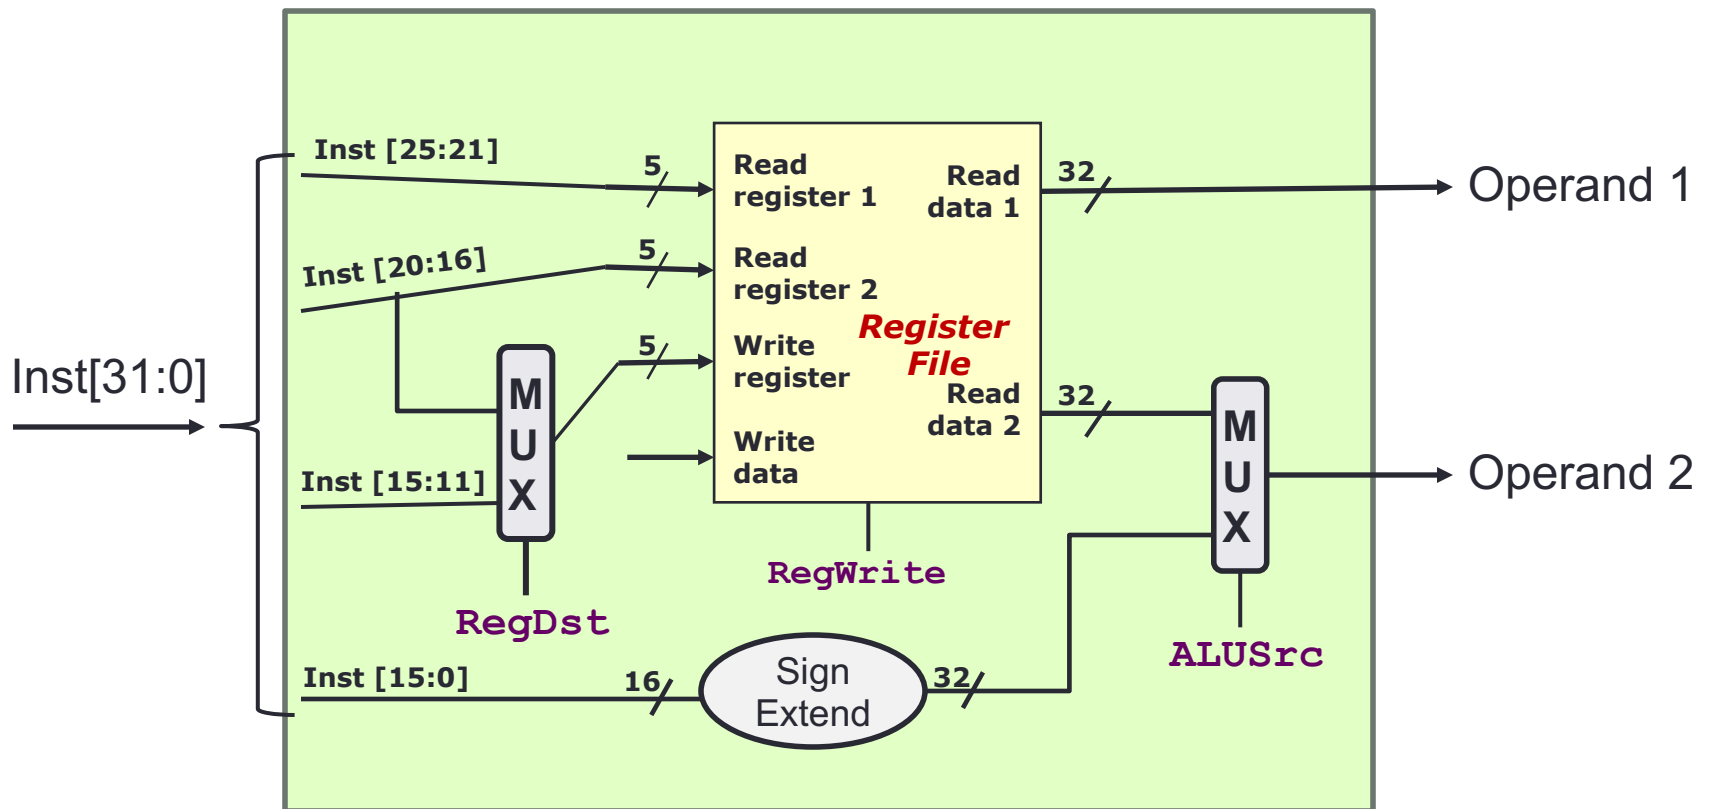 Inst [25:21]
5
Read
register 1
Read
data 1
32
Operand 1
Inst [20:16]
5
Read
register 2
Register
File
Inst[31:0]
M
U
X
5
Write
register
Read
data 2
32
M
U
X
Operand 2
Inst [15:11]
Write
data
RegWrite
RegDst
ALUSrc
Inst [15:0]
16
Sign
Extend
32